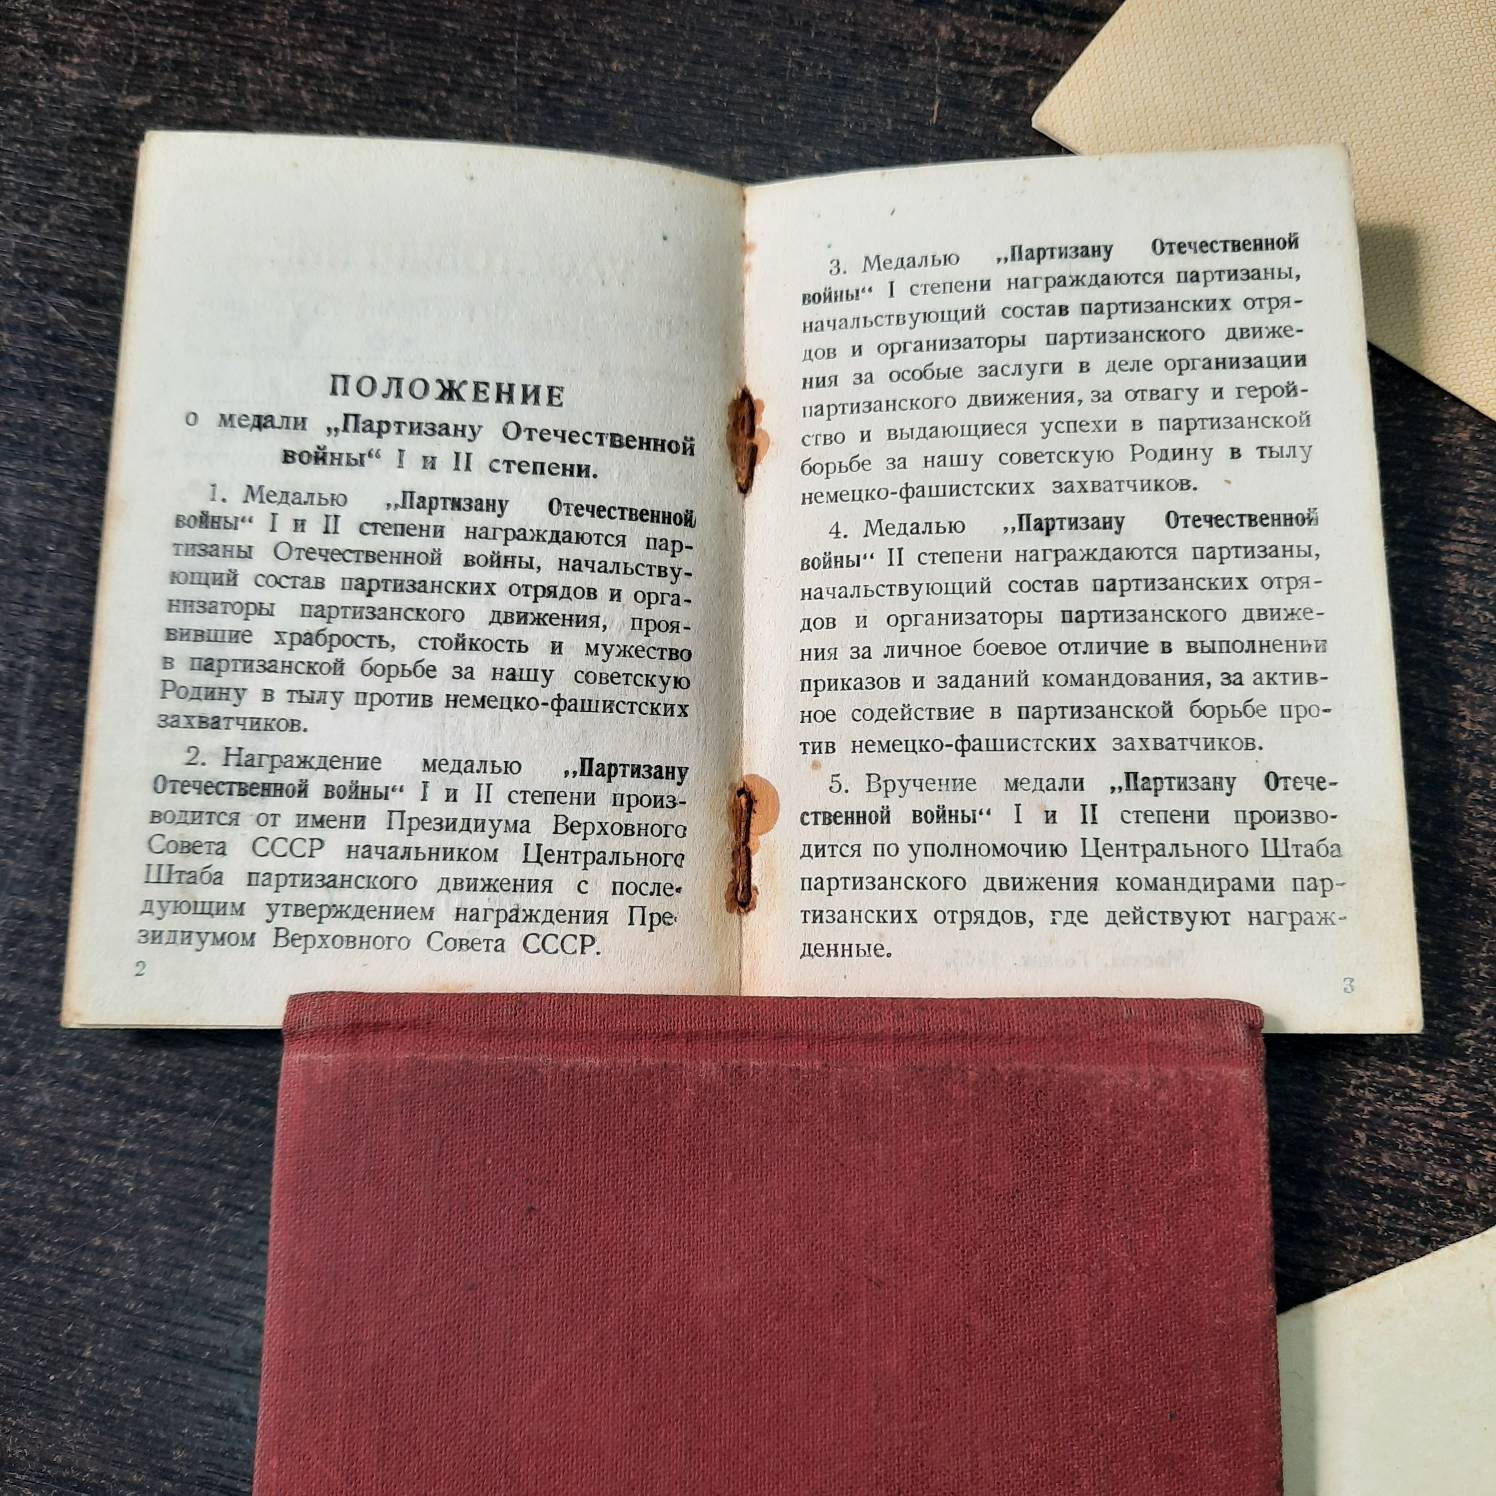 ПОЛОЖЕНИЕ
о медали „Партизану Отечественной
войны“ I и II степени.
1. Медалью „Партизану Отечественной
войны“ I и II степени награждаются пар-
тизаны Отечественной войны, начальству-
ющий состав партизанских отрядов и орга-
низаторы партизанского движения, проя-
вившие храбрость, стойкость и мужество
в партизанской борьбе за нашу советскую
Родину в тылу против немецко-фашистских
захватчиков.
2. Награждение медалью „Партизану
Отечественной войны“ I и II степени произ-
водится от имени Президиума Верховного
Совета СССР начальником Центрального
Штаба партизанского движения с после-
дующим утверждением награждения Пре-
зидиумом Верховного Совета СССР.
2
3. Медалью „Партизану Отечественной
войны“ I степени награждаются партизаны,
начальствующий состав партизанских отря-
дов и организаторы партизанского движе-
ния за особые заслуги в деле организации
партизанского движения, за отвагу и герой-
ство и выдающиеся успехи в партизанской
борьбе за нашу советскую Родину в тылу
немецко-фашистских захватчиков.
4. Медалью „Партизану Отечественной
войны“ II степени награждаются партизаны,
начальствующий состав партизанских отря-
дов и организаторы партизанского движе-
ния за личное боевое отличие в выполнении
приказов и заданий командования, за актив-
ное содействие в партизанской борьбе про-
тив немецко-фашистских захватчиков.
5. Вручение медали „Партизану Отече-
ственной войны“ I и II степени произво-
дится по уполномочию Центрального Штаба
партизанского движения командирами пар-
тизанских отрядов, где действуют награж-
денные.
3